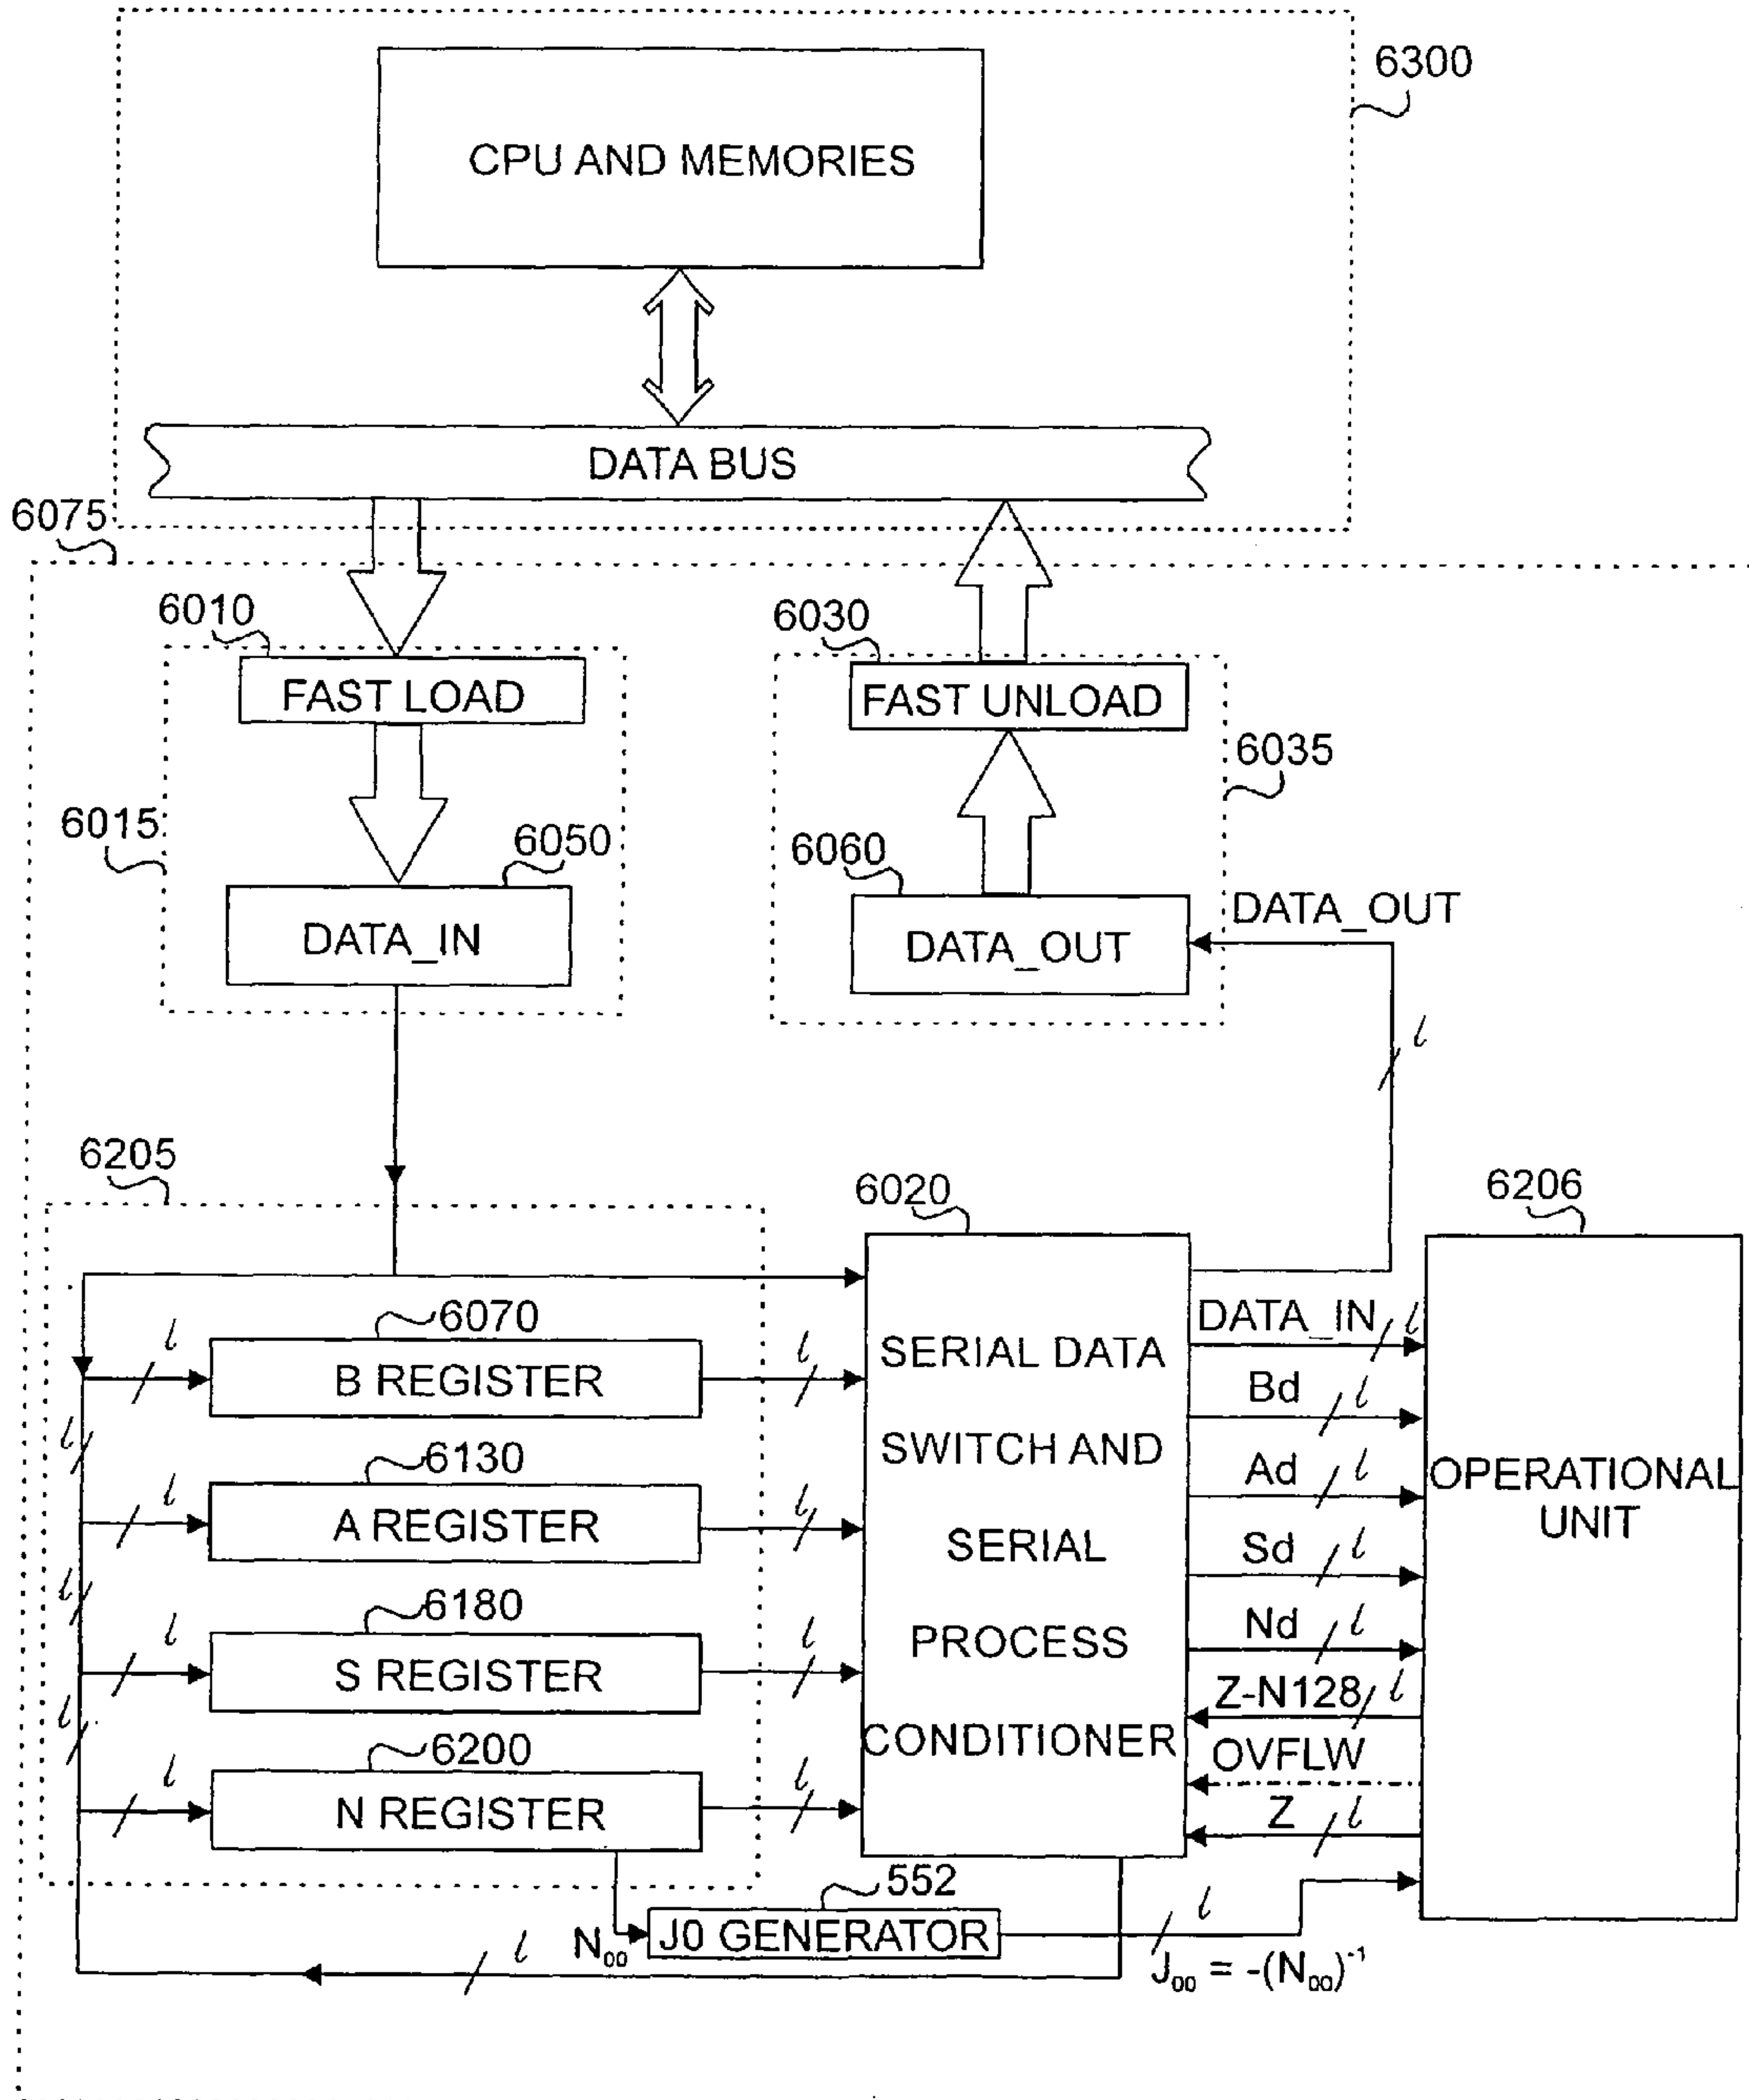 6300
CPU AND MEMORIES
DATA BUS
6075
6010
FAST LOAD
6030
FAST UNLOAD
6035
6015
6050
DATA_IN
6060
DATA_OUT
DATA_OUT
l
6205
6020
6206
6070
l
B REGISTER
l
l
6130
l
A REGISTER
l
l
6180
l
S REGISTER
l
l
6200
l
N REGISTER
l
SERIAL DATA
SWITCH AND
SERIAL
PROCESS
CONDITIONER
DATA_IN l
Bd l
Ad l
Sd l
Nd l
Z-N128 l
OVFLW
Z l
OPERATIONAL
UNIT
552
N₀₀
J0 GENERATOR
l
l
J₀₀ = -(N₀₀)⁻¹